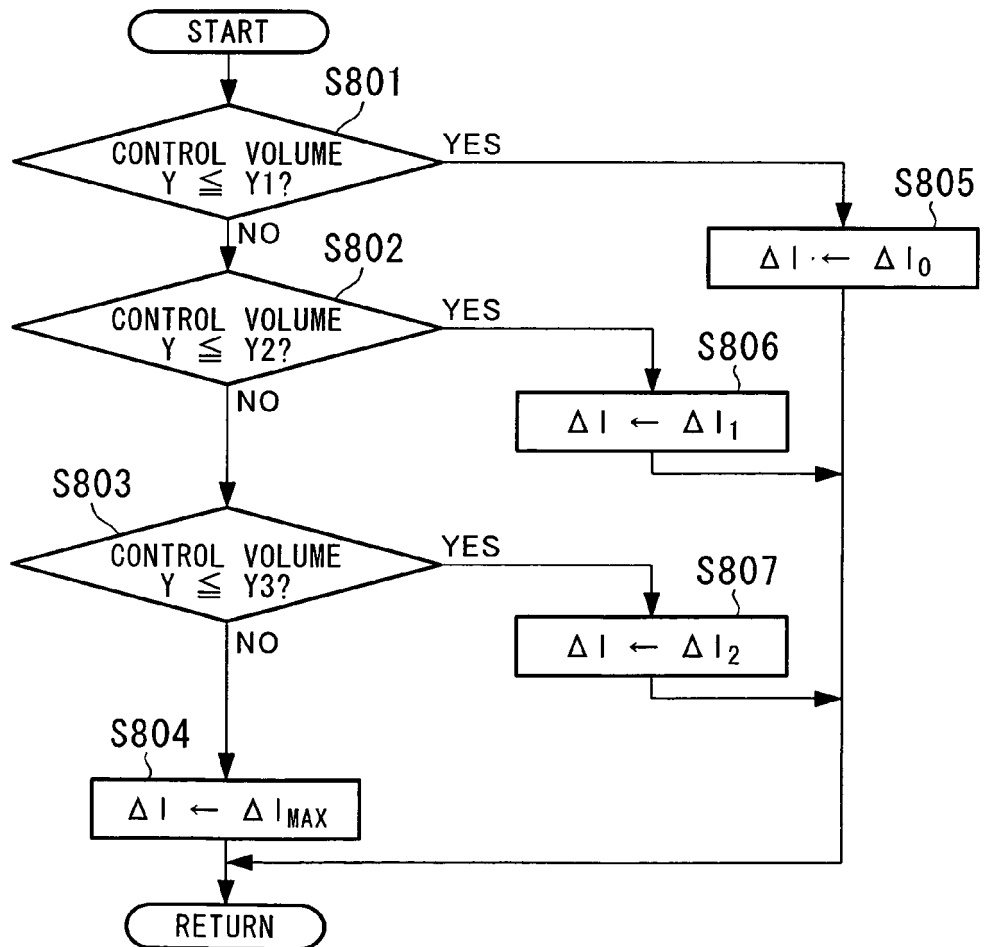 START
S801
CONTROL VOLUME
Y ≦ Y1?
YES
NO
S805
ΔI ← ΔI0
S802
CONTROL VOLUME
Y ≦ Y2?
YES
NO
S806
ΔI ← ΔI1
S803
CONTROL VOLUME
Y ≦ Y3?
YES
NO
S807
ΔI ← ΔI2
S804
ΔI ← ΔIMAX
RETURN